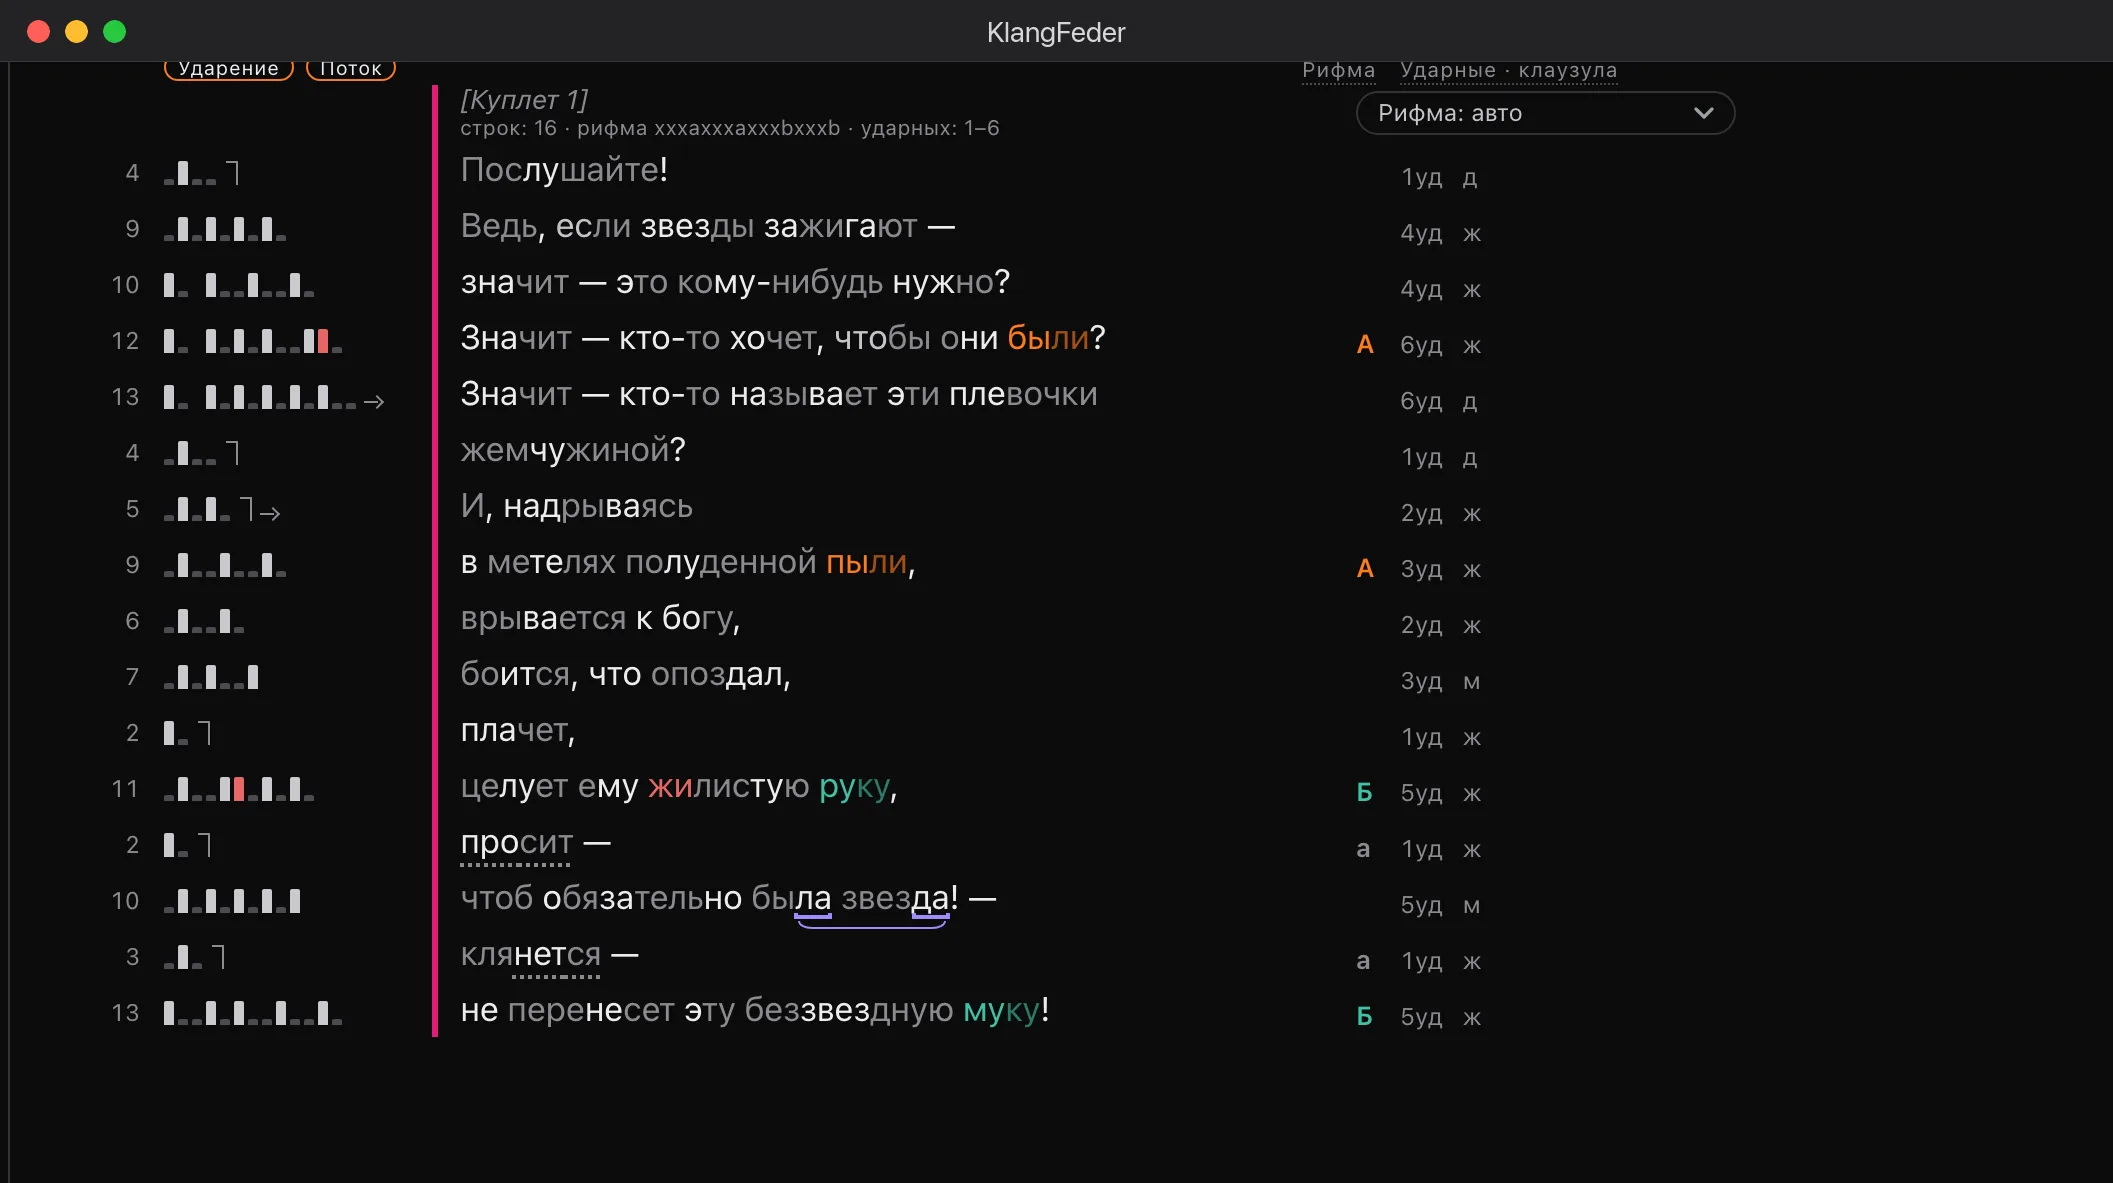 KlangFeder
Ударение Поток Рифма Ударные · клаузула
[Куплет 1] Рифма: авто
строк: 16 · рифма xxxaxxxaxxxbxxxb · ударных: 1–6
4 Послушайте! 1уд д
9 Ведь, если звезды зажигают — 4уд ж
10 значит — это кому-нибудь нужно? 4уд ж
12 Значит — кто-то хочет, чтобы они были? А 6уд ж
13 → Значит — кто-то называет эти плевочки 6уд д
4 жемчужиной? 1уд д
5 → И, надрываясь 2уд ж
9 в метелях полуденной пыли, А 3уд ж
6 врывается к богу, 2уд ж
7 боится, что опоздал, 3уд м
2 плачет, 1уд ж
11 целует ему жилистую руку, Б 5уд ж
2 просит — а 1уд ж
10 чтоб обязательно была звезда! — 5уд м
3 клянется — а 1уд ж
13 не перенесет эту беззвездную муку! Б 5уд ж